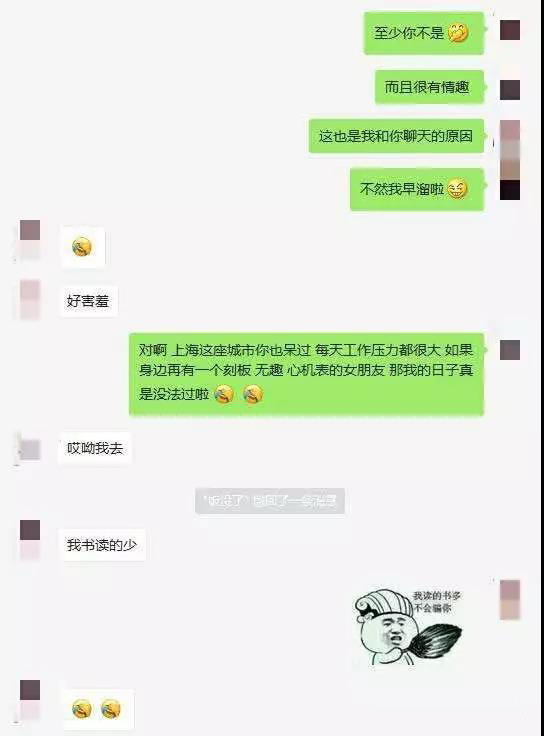 至少你不是
而且很有情趣
这也是我和你聊天的原因
不然我早溜啦
好害羞
对啊 上海这座城市你也呆过 每天工作压力都很大 如果
身边再有一个刻板 无趣 心机表的女朋友 那我的日子真
是没法过啦
哎呦我去
"饭没了" 撤回了一条消息
我书读的少
我读的书多
不会骗你